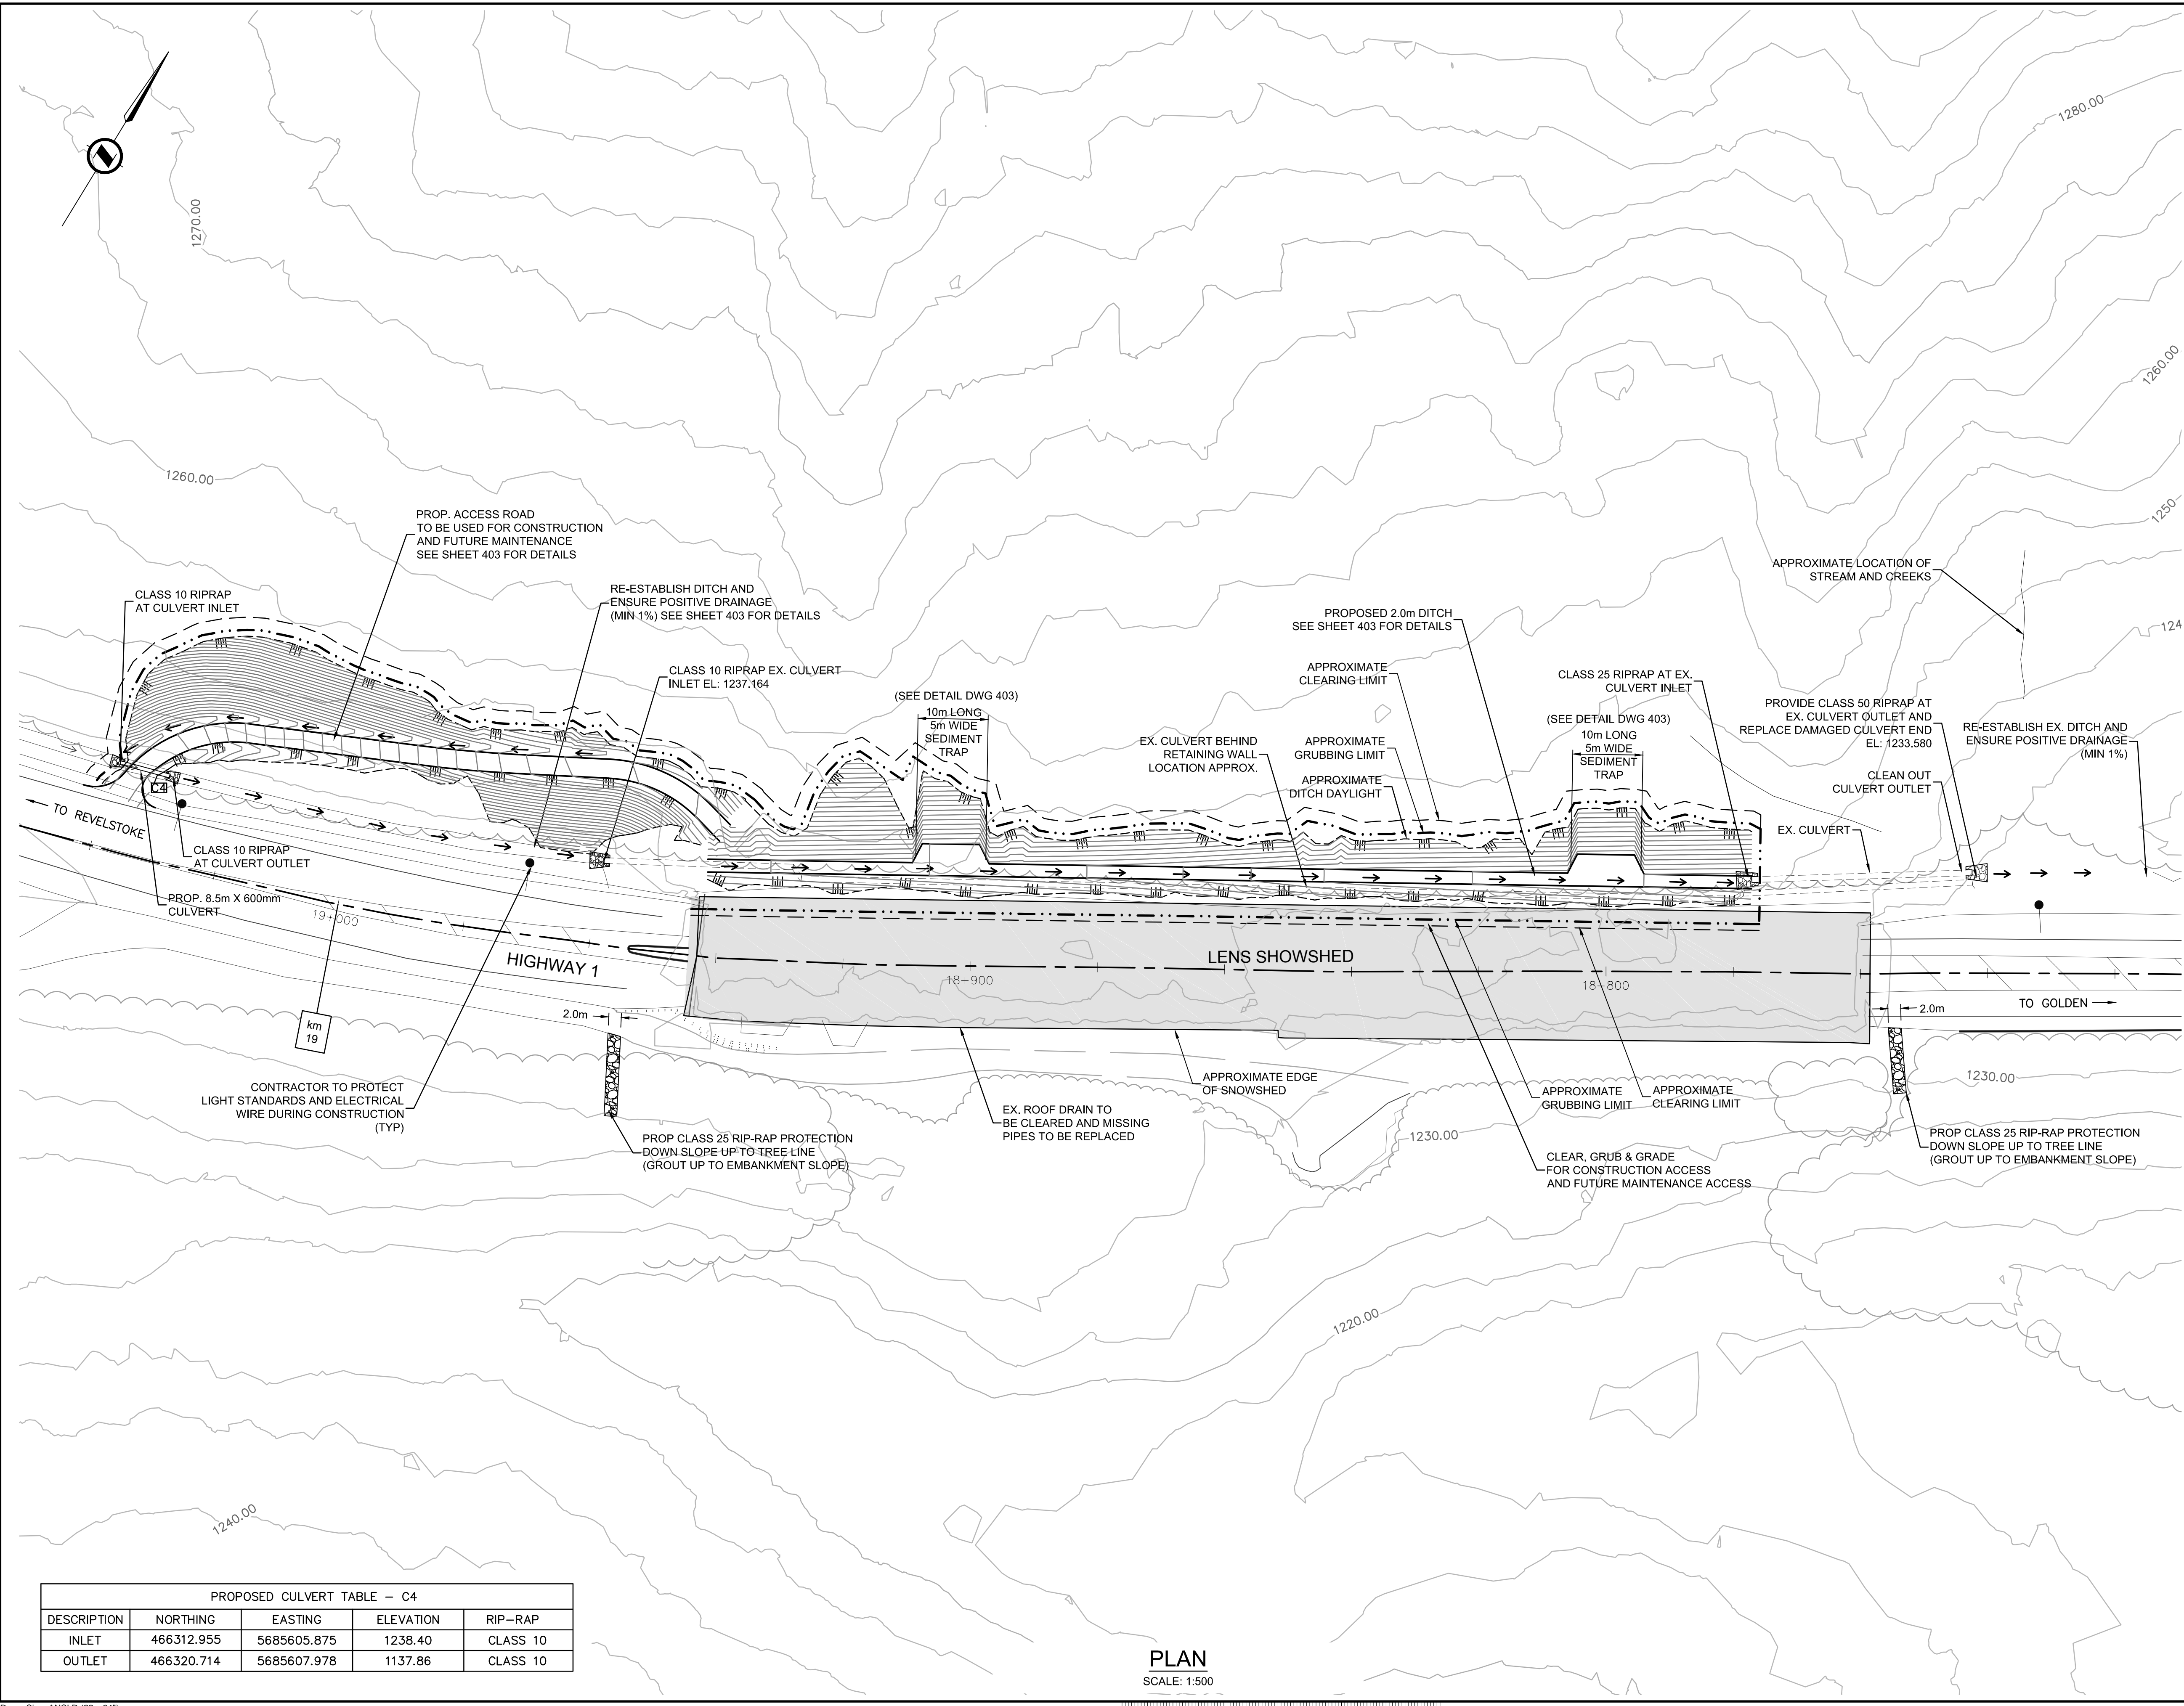 1280.00
1270.00
1260.00
1260.00
1250
124
PROP. ACCESS ROAD
TO BE USED FOR CONSTRUCTION
AND FUTURE MAINTENANCE
SEE SHEET 403 FOR DETAILS
CLASS 10 RIPRAP
AT CULVERT INLET
RE-ESTABLISH DITCH AND
ENSURE POSITIVE DRAINAGE
(MIN 1%) SEE SHEET 403 FOR DETAILS
CLASS 10 RIPRAP EX. CULVERT
INLET EL: 1237.164
(SEE DETAIL DWG 403)
10m LONG
5m WIDE
SEDIMENT
TRAP
PROPOSED 2.0m DITCH
SEE SHEET 403 FOR DETAILS
APPROXIMATE
CLEARING LIMIT
EX. CULVERT BEHIND
RETAINING WALL
LOCATION APPROX.
APPROXIMATE
GRUBBING LIMIT
APPROXIMATE
DITCH DAYLIGHT
CLASS 25 RIPRAP AT EX.
CULVERT INLET
(SEE DETAIL DWG 403)
10m LONG
5m WIDE
SEDIMENT
TRAP
APPROXIMATE LOCATION OF
STREAM AND CREEKS
PROVIDE CLASS 50 RIPRAP AT
EX. CULVERT OUTLET AND
REPLACE DAMAGED CULVERT END
EL: 1233.580
RE-ESTABLISH EX. DITCH AND
ENSURE POSITIVE DRAINAGE
(MIN 1%)
CLEAN OUT
CULVERT OUTLET
EX. CULVERT
C4
TO REVELSTOKE
CLASS 10 RIPRAP
AT CULVERT OUTLET
PROP. 8.5m X 600mm
CULVERT
19+000
HIGHWAY 1
LENS SHOWSHED
18+900
18+800
TO GOLDEN
2.0m
2.0m
km
19
CONTRACTOR TO PROTECT
LIGHT STANDARDS AND ELECTRICAL
WIRE DURING CONSTRUCTION
(TYP)
PROP CLASS 25 RIP-RAP PROTECTION
DOWN SLOPE UP TO TREE LINE
(GROUT UP TO EMBANKMENT SLOPE)
EX. ROOF DRAIN TO
BE CLEARED AND MISSING
PIPES TO BE REPLACED
APPROXIMATE EDGE
OF SNOWSHED
APPROXIMATE
GRUBBING LIMIT
APPROXIMATE
CLEARING LIMIT
CLEAR, GRUB & GRADE
FOR CONSTRUCTION ACCESS
AND FUTURE MAINTENANCE ACCESS
1230.00
1230.00
PROP CLASS 25 RIP-RAP PROTECTION
DOWN SLOPE UP TO TREE LINE
(GROUT UP TO EMBANKMENT SLOPE)
1220.00
1240.00
PROPOSED CULVERT TABLE – C4
DESCRIPTION NORTHING EASTING ELEVATION RIP–RAP
INLET 466312.955 5685605.875 1238.40 CLASS 10
OUTLET 466320.714 5685607.978 1137.86 CLASS 10
PLAN
SCALE: 1:500